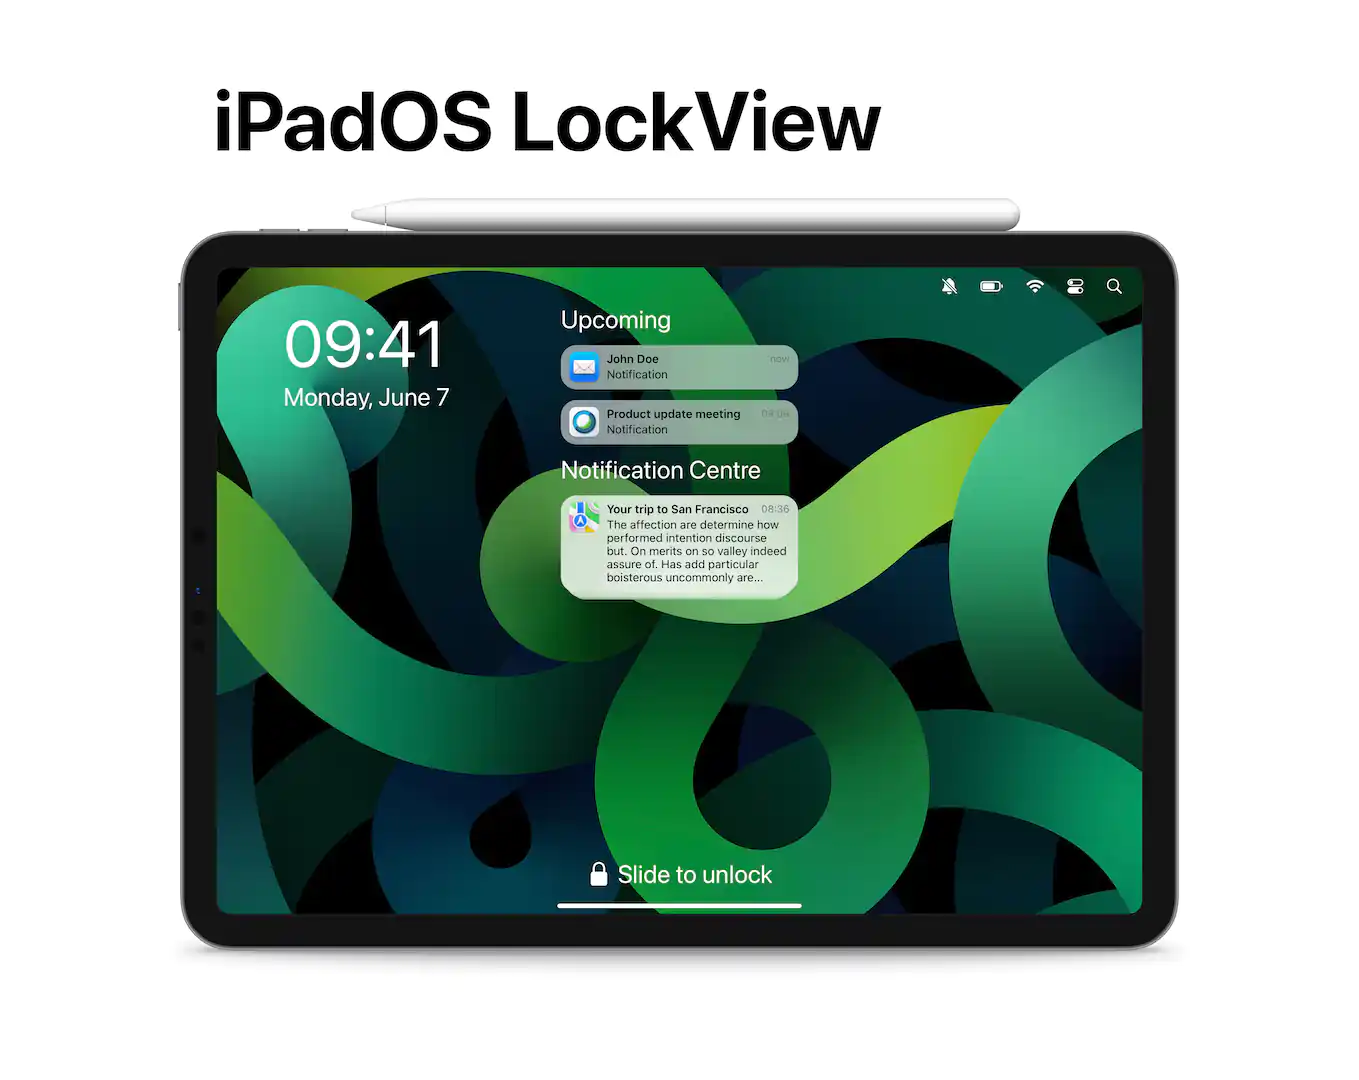 iPadOS LockView
09:41
Monday, June 7
Upcoming
John Doe now
Notification
Product update meeting
Notification
Notification Centre
Your trip to San Francisco 08:36
The affection are determine how
performed intention discourse
but. On merits on so valley indeed
assure of. Has add particular
boisterous uncommonly are...
Slide to unlock